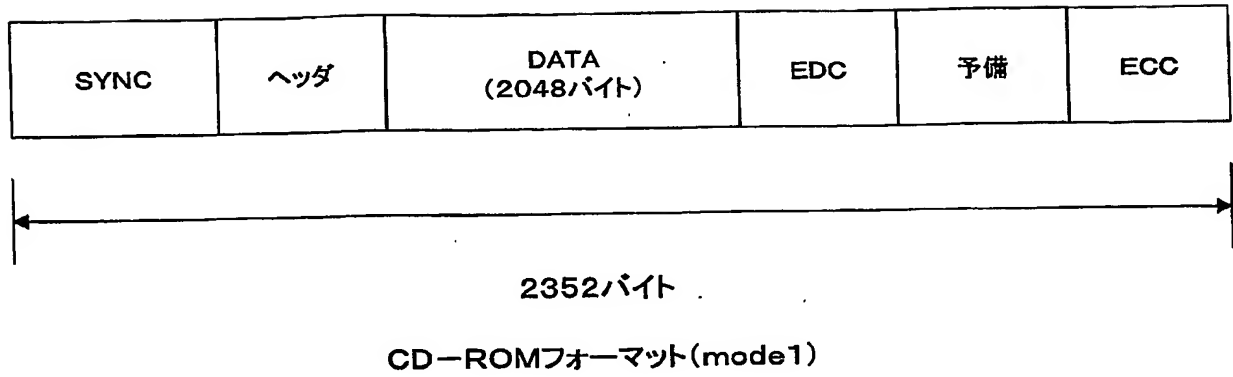 SYNC
ヘッダ
DATA
(2048バイト)
EDC
予備
ECC
2352バイト
CD-ROMフォーマット(mode1)